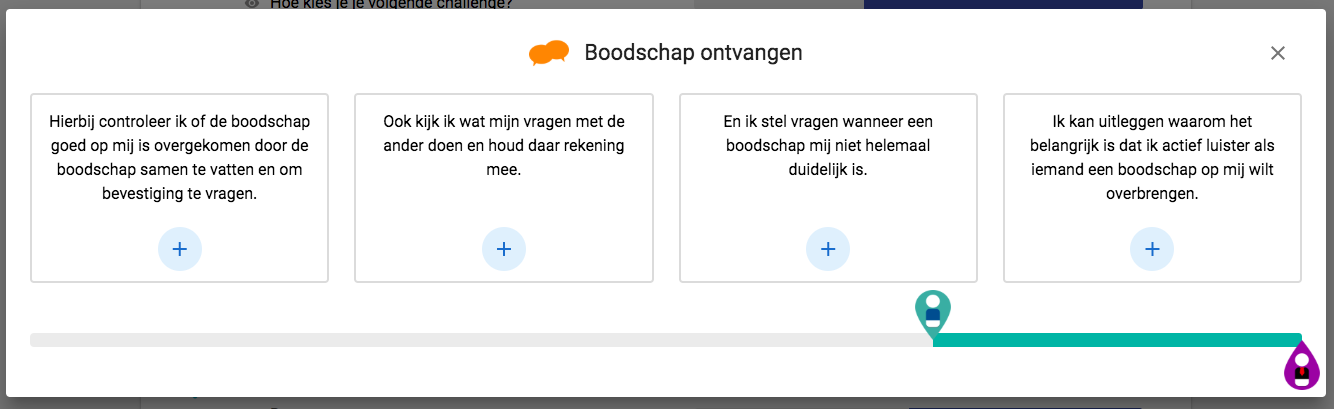 Hoe kies je je volgende challenge?
Boodschap ontvangen
Hierbij controleer ik of de boodschap
goed op mij is overgekomen door de
boodschap samen te vatten en om
bevestiging te vragen.
Ook kijk ik wat mijn vragen met de
ander doen en houd daar rekening
mee.
En ik stel vragen wanneer een
boodschap mij niet helemaal
duidelijk is.
Ik kan uitleggen waarom het
belangrijk is dat ik actief luister als
iemand een boodschap op mij wilt
overbrengen.